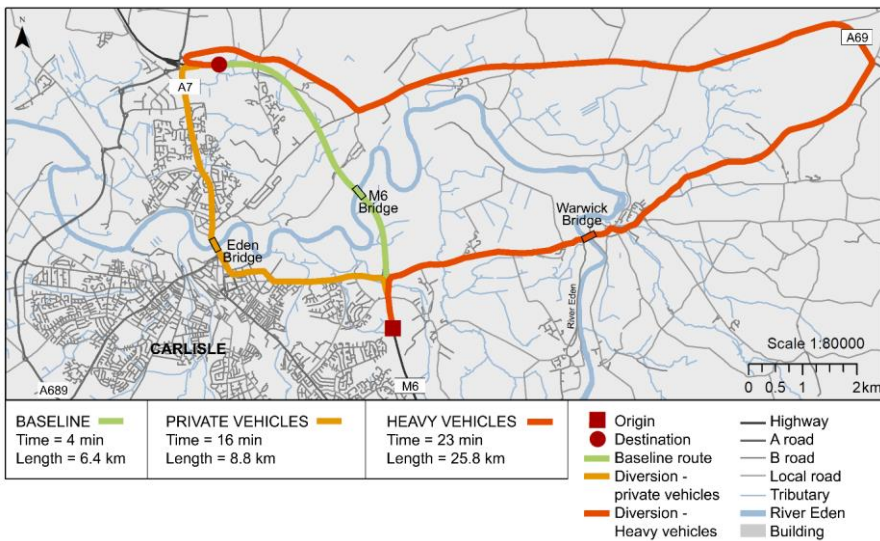 N
A7
A69
M6
Bridge
Warwick
Bridge
Eden
Bridge
River Eden
CARLISLE
Scale 1:80000
0 0.5 1 2km
A689
M6
BASELINE
Time = 4 min
Length = 6.4 km
PRIVATE VEHICLES
Time = 16 min
Length = 8.8 km
HEAVY VEHICLES
Time = 23 min
Length = 25.8 km
Origin
Destination
Baseline route
Diversion -
private vehicles
Diversion -
Heavy vehicles
Highway
A road
B road
Local road
Tributary
River Eden
Building